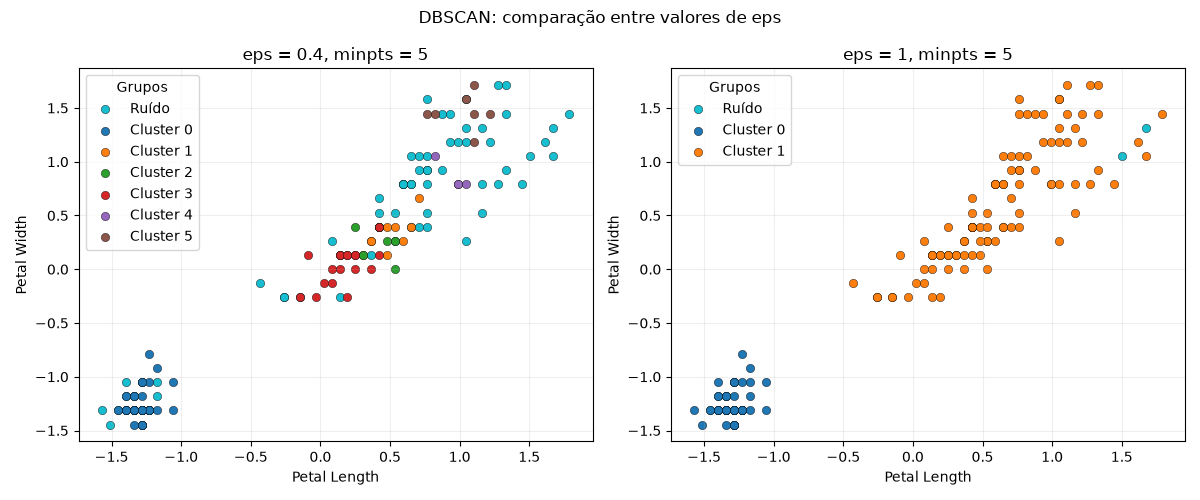 DBSCAN: comparação entre valores de eps
eps = 0.4, minpts = 5
Grupos
Ruído
Cluster 0
Cluster 1
Cluster 2
Cluster 3
Cluster 4
Cluster 5
Petal Width
1.5
1.0
0.5
0.0
−0.5
−1.0
−1.5
−1.5
−1.0
−0.5
0.0
0.5
1.0
1.5
Petal Length
eps = 1, minpts = 5
Grupos
Ruído
Cluster 0
Cluster 1
Petal Width
1.5
1.0
0.5
0.0
−0.5
−1.0
−1.5
−1.5
−1.0
−0.5
0.0
0.5
1.0
1.5
Petal Length